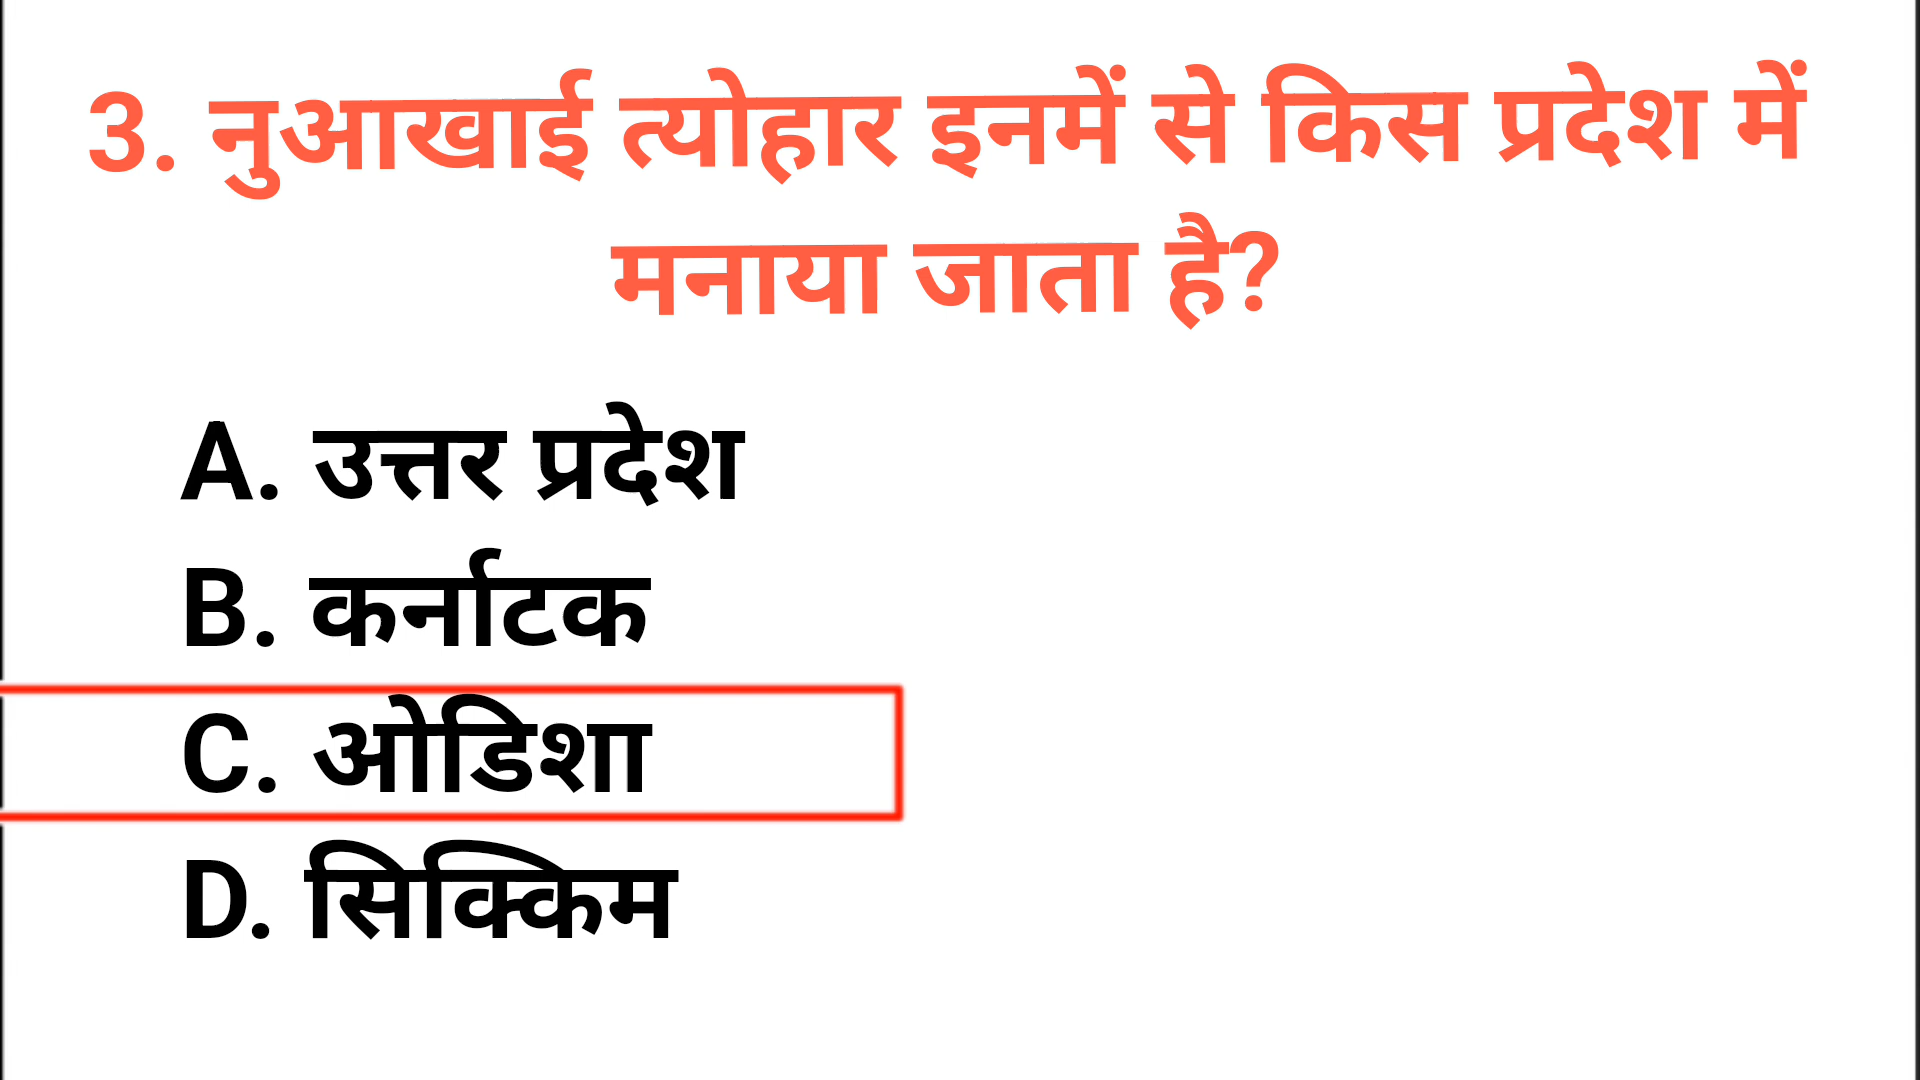 3. नुआखाई त्योहार इनमें से किस प्रदेश में
मनाया जाता है?
A. उत्तर प्रदेश
B. कर्नाटक
C. ओडिशा
D. सिक्किम